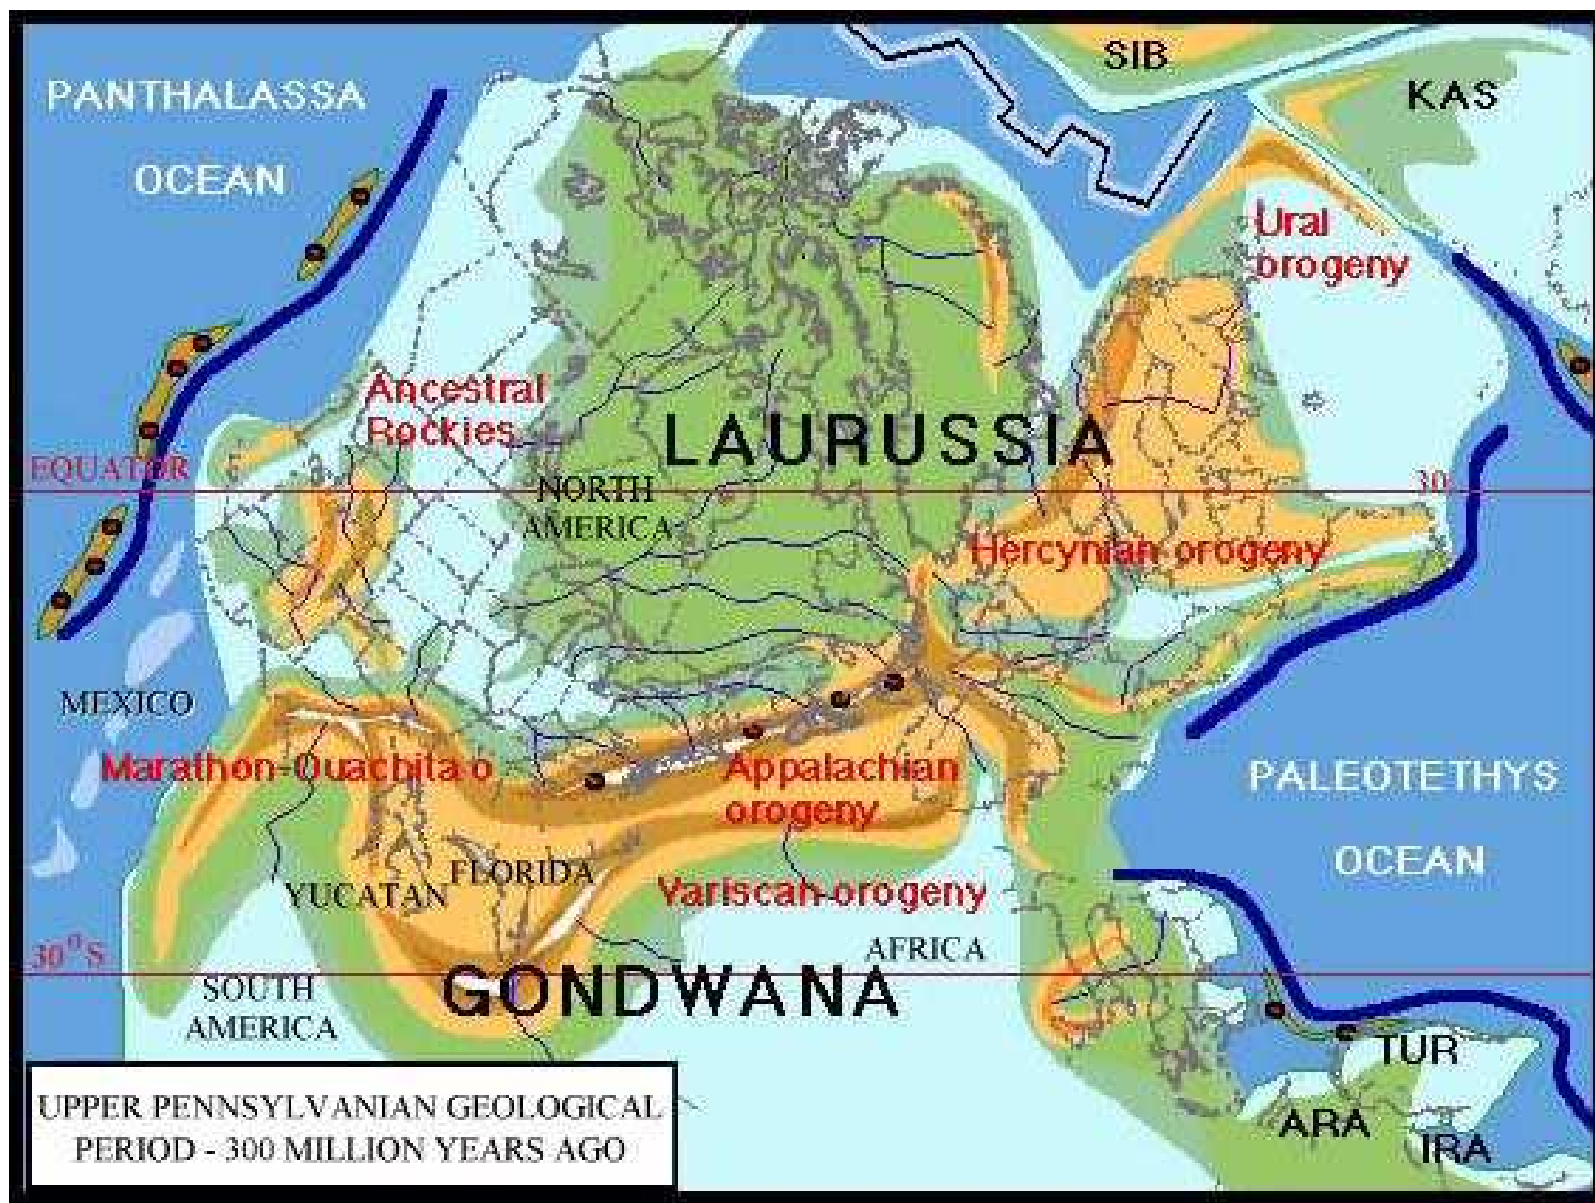 SIB
KAS
PANTHALASSA
OCEAN
Ural
orogeny
Ancestral
Rockies
LAURUSSIA
EQUATOR
30
NORTH
AMERICA
Hercynian orogeny
MEXICO
Marathon-Ouachita o
Appalachian
orogeny
PALEOTETHYS
OCEAN
YUCATAN
FLORIDA
Variscan orogeny
AFRICA
30°S
SOUTH
AMERICA
GONDWANA
TUR
ARA
IRA
UPPER PENNSYLVANIAN GEOLOGICAL
PERIOD - 300 MILLION YEARS AGO